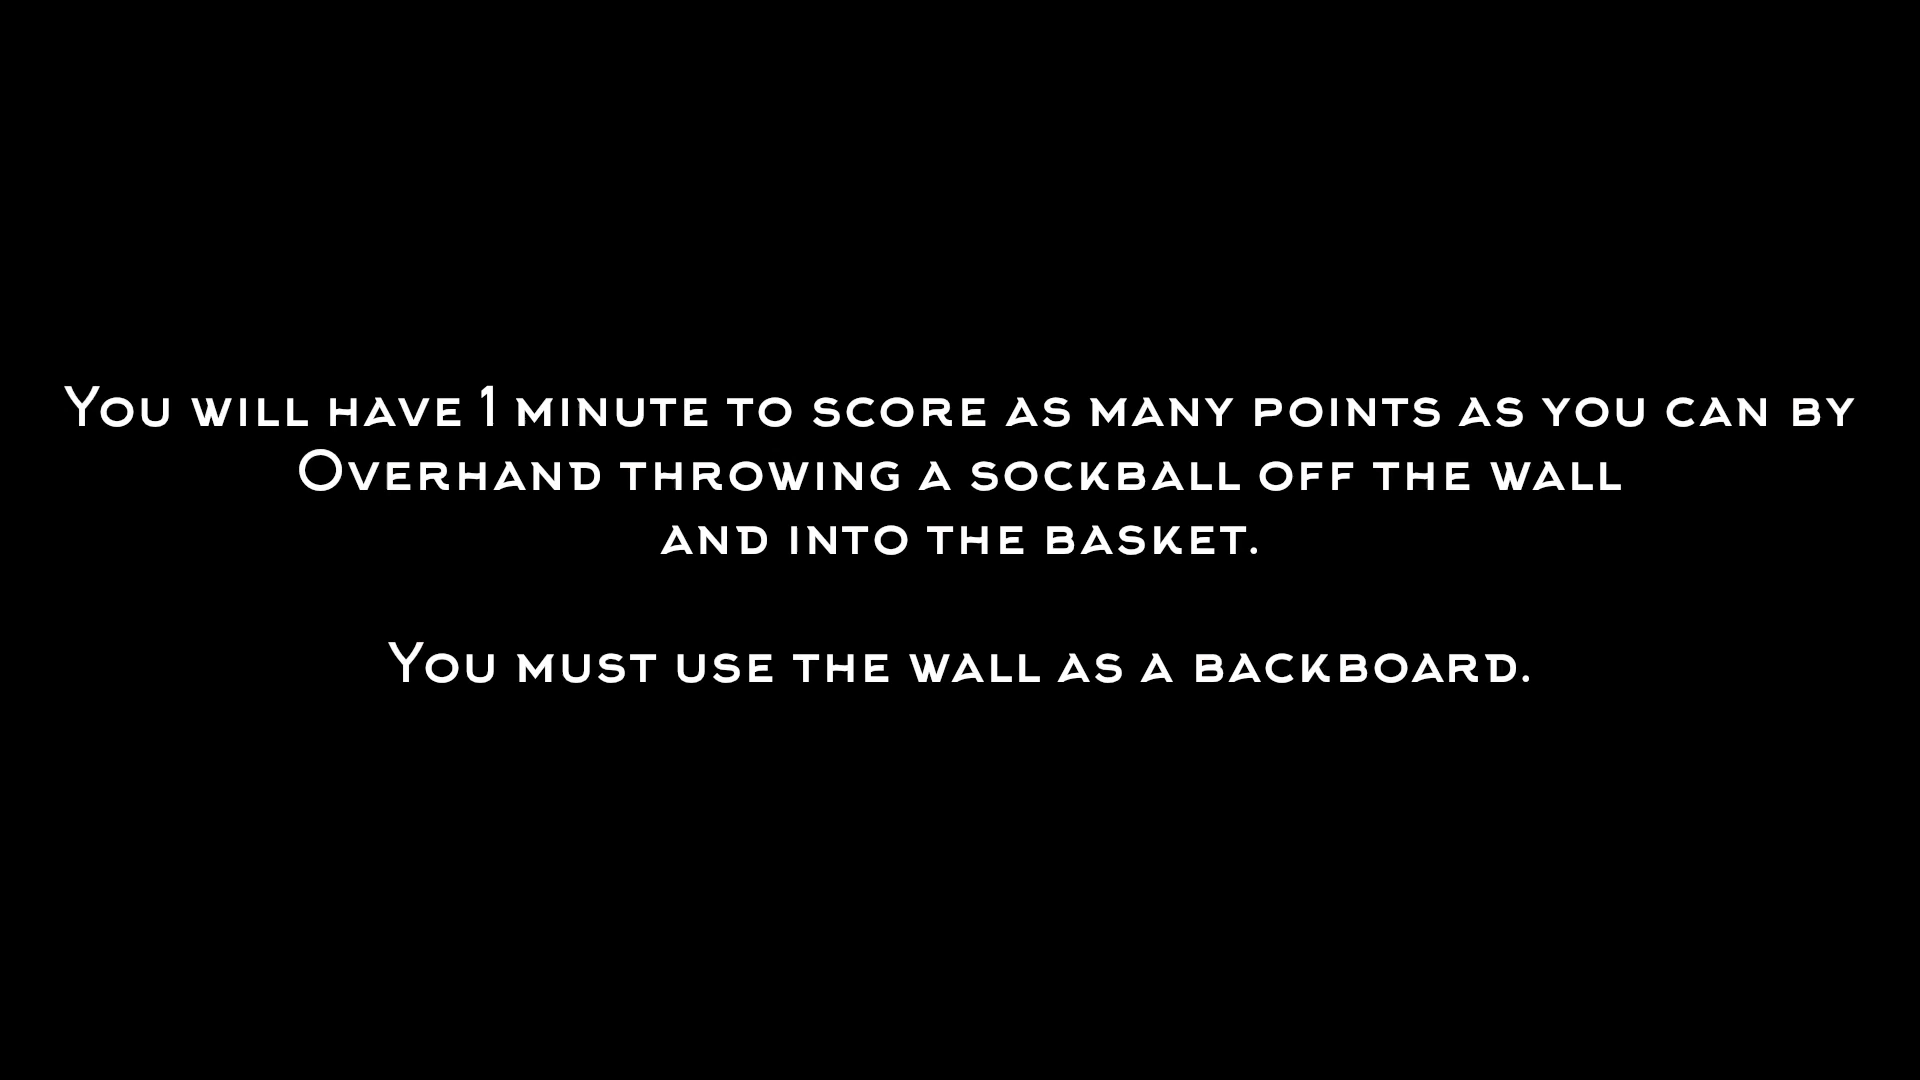 You will have 1 minute to score as many points as you can by
Overhand throwing a sockball off the wall
and into the basket.
You must use the wall as a backboard.